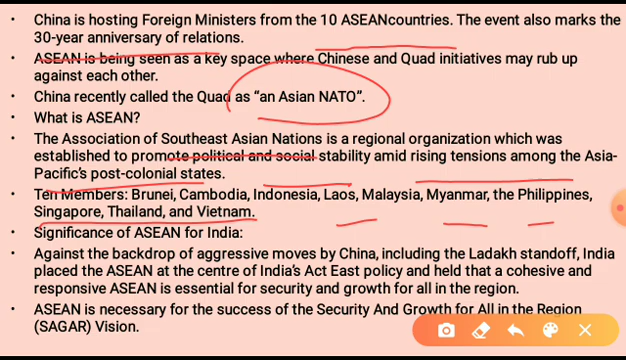 • China is hosting Foreign Ministers from the 10 ASEANcountries. The event also marks the
30-year anniversary of relations.
• ASEAN is being seen as a key space where Chinese and Quad initiatives may rub up
against each other.
• China recently called the Quad as “an Asian NATO”.
• What is ASEAN?
• The Association of Southeast Asian Nations is a regional organization which was
established to promote political and social stability amid rising tensions among the Asia-
Pacific’s post-colonial states.
• Ten Members: Brunei, Cambodia, Indonesia, Laos, Malaysia, Myanmar, the Philippines,
Singapore, Thailand, and Vietnam.
• Significance of ASEAN for India:
• Against the backdrop of aggressive moves by China, including the Ladakh standoff, India
placed the ASEAN at the centre of India’s Act East policy and held that a cohesive and
responsive ASEAN is essential for security and growth for all in the region.
• ASEAN is necessary for the success of the Security And Growth for All in the Region
(SAGAR) Vision.